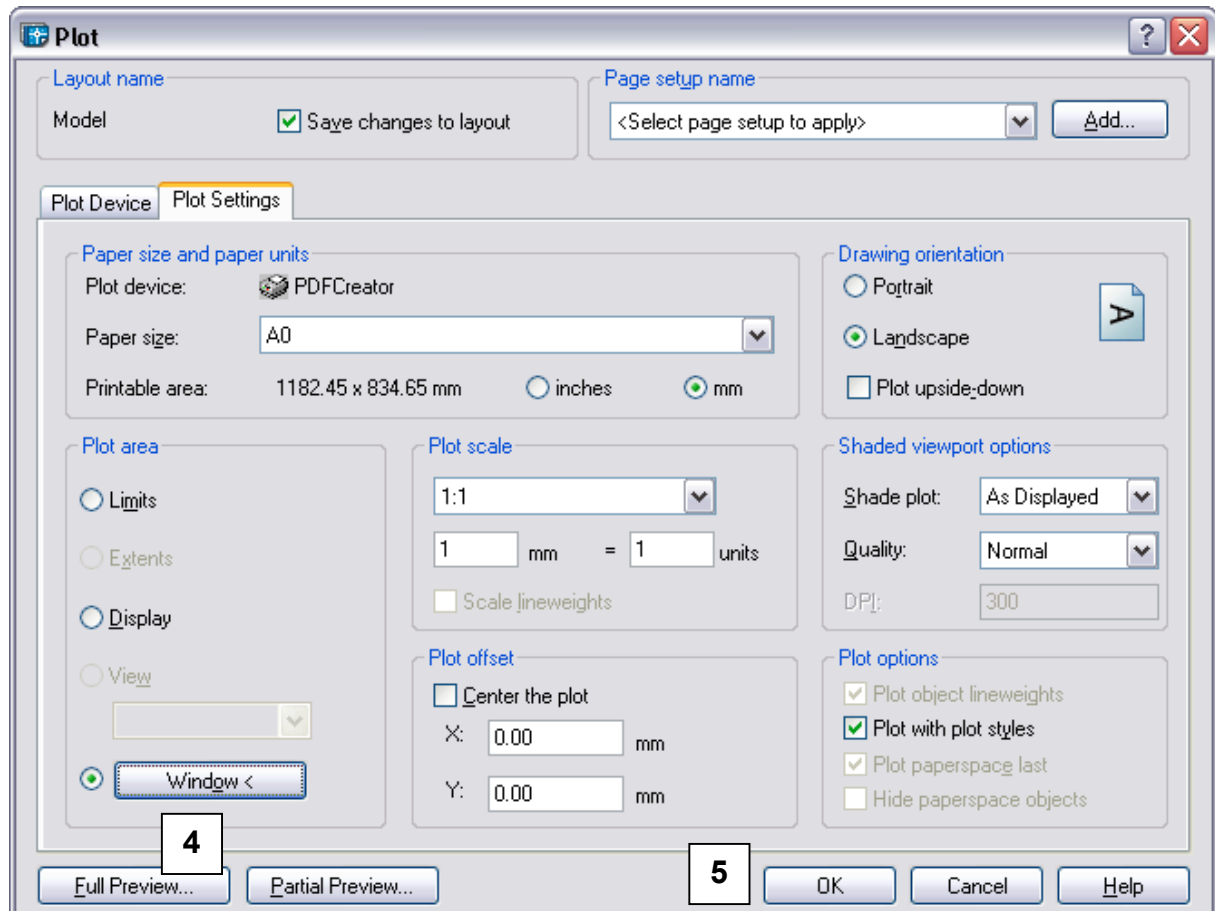 Plot
Layout name
Model
Save changes to layout
Page setup name
<Select page setup to apply>
Add...
Plot Device
Plot Settings
Paper size and paper units
Plot device:
PDFCreator
Paper size:
A0
Printable area:
1182.45 x 834.65 mm
inches
mm
Drawing orientation
Portrait
Landscape
A
Plot upside-down
Plot area
Limits
Extents
Display
View
Window <
Plot scale
1:1
1 mm = 1 units
Scale lineweights
Plot offset
Center the plot
X: 0.00 mm
Y: 0.00 mm
Shaded viewport options
Shade plot: As Displayed
Quality: Normal
DPI: 300
Plot options
Plot object lineweights
Plot with plot styles
Plot paperspace last
Hide paperspace objects
4
5
Full Preview...
Partial Preview...
OK
Cancel
Help